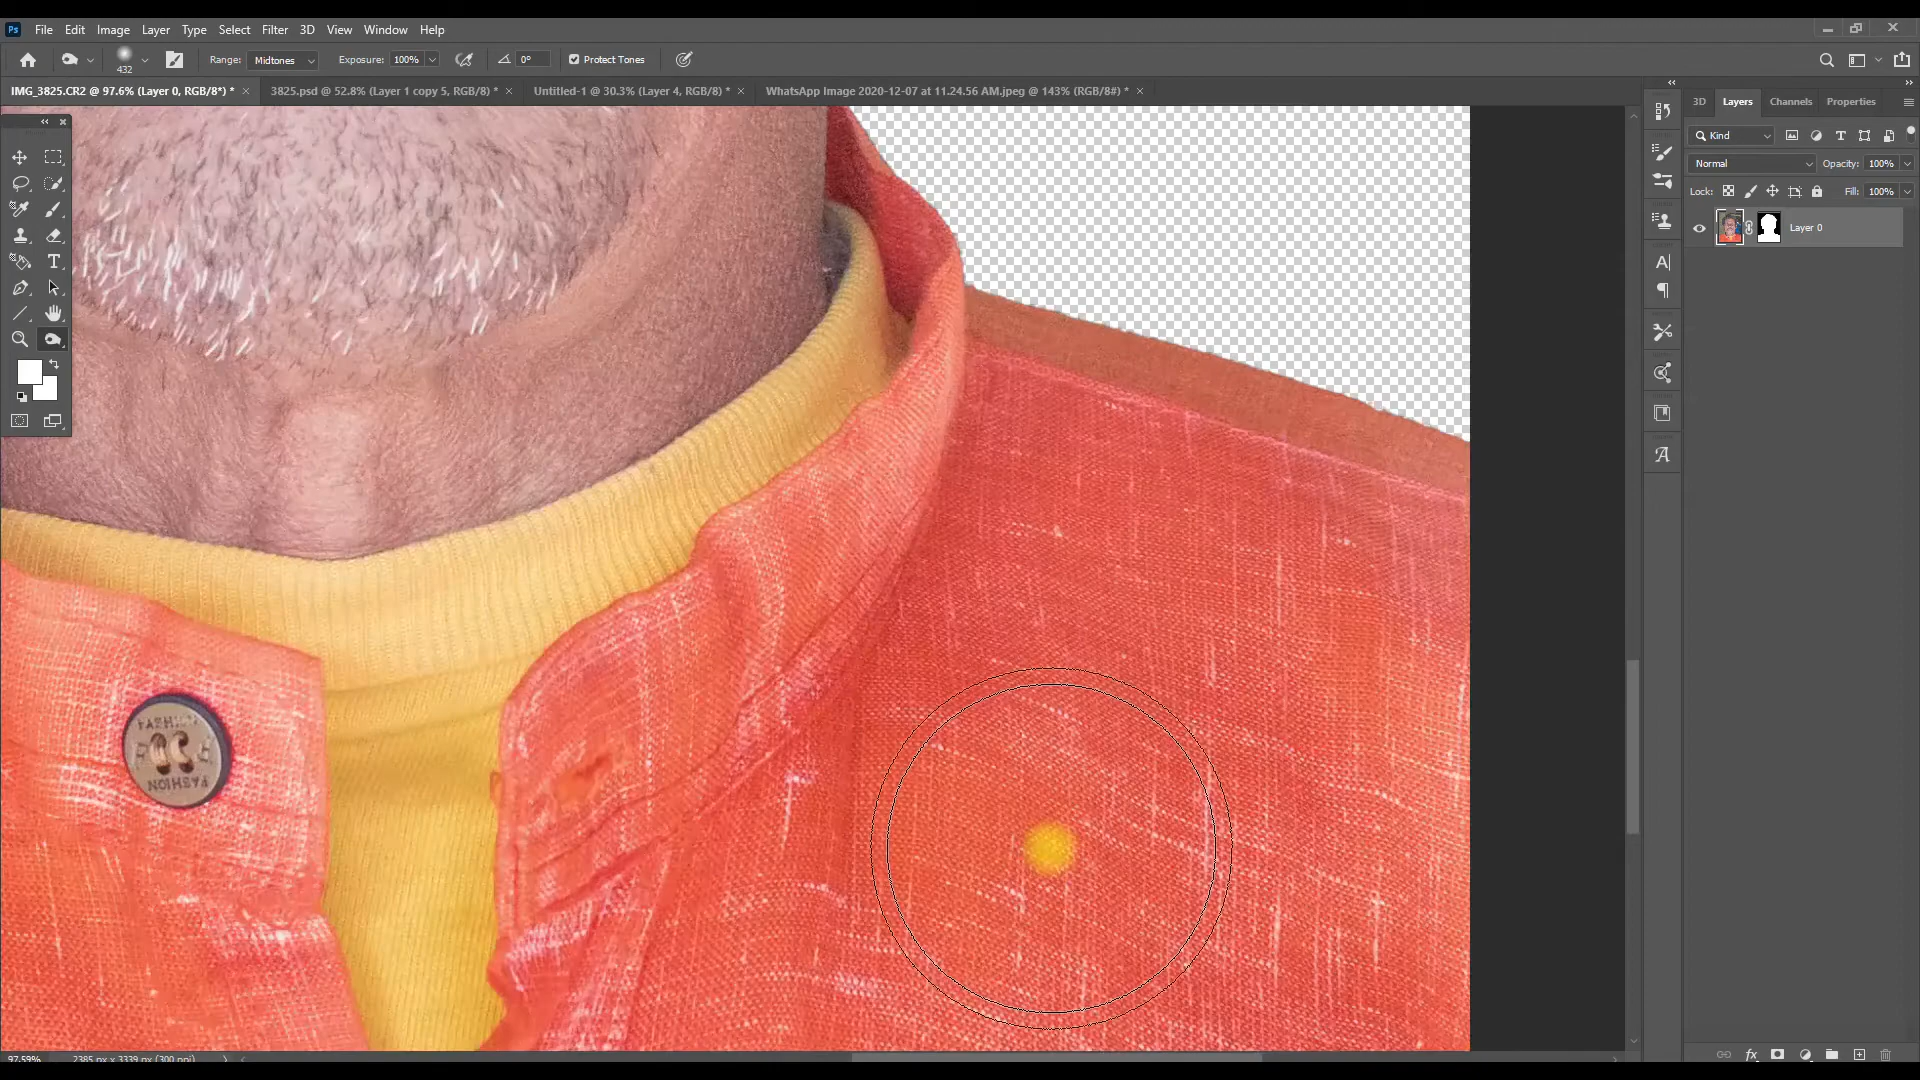 Ps File Edit Image Layer Type Select Filter 3D View Window Help
432 Range: Midtones Exposure: 100% 0° Protect Tones
IMG_3825.CR2 @ 97.6% (Layer 0, RGB/8*) * × 3825.psd @ 52.8% (Layer 1 copy 5, RGB/8) * × Untitled-1 @ 30.3% (Layer 4, RGB/8) * × WhatsApp Image 2020-12-07 at 11.24.56 AM.jpeg @ 143% (RGB/8#) * ×
3D Layers Channels Properties
Kind
Normal Opacity: 100%
Lock: Fill: 100%
Layer 0
FASHION
FASHION
97.59% 2385 px x 3339 px (300 ppi)